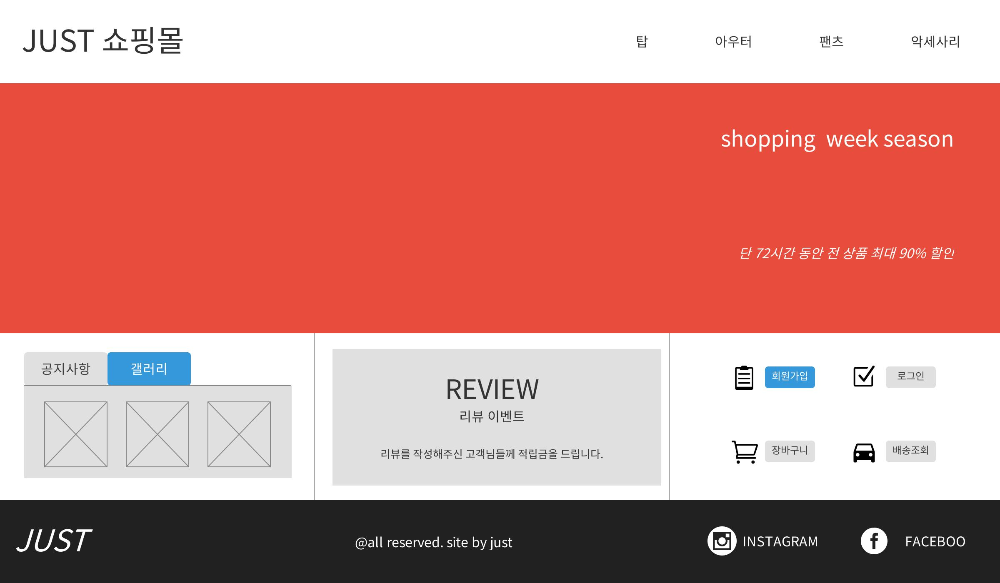 JUST 쇼핑몰
탑 아우터 팬츠 악세사리
shopping week season
단 72시간 동안 전 상품 최대 90% 할인
공지사항 갤러리
REVIEW
리뷰 이벤트
리뷰를 작성해주신 고객님들께 적립금을 드립니다.
회원가입 로그인
장바구니 배송조회
JUST
@all reserved. site by just
INSTAGRAM FACEBOO